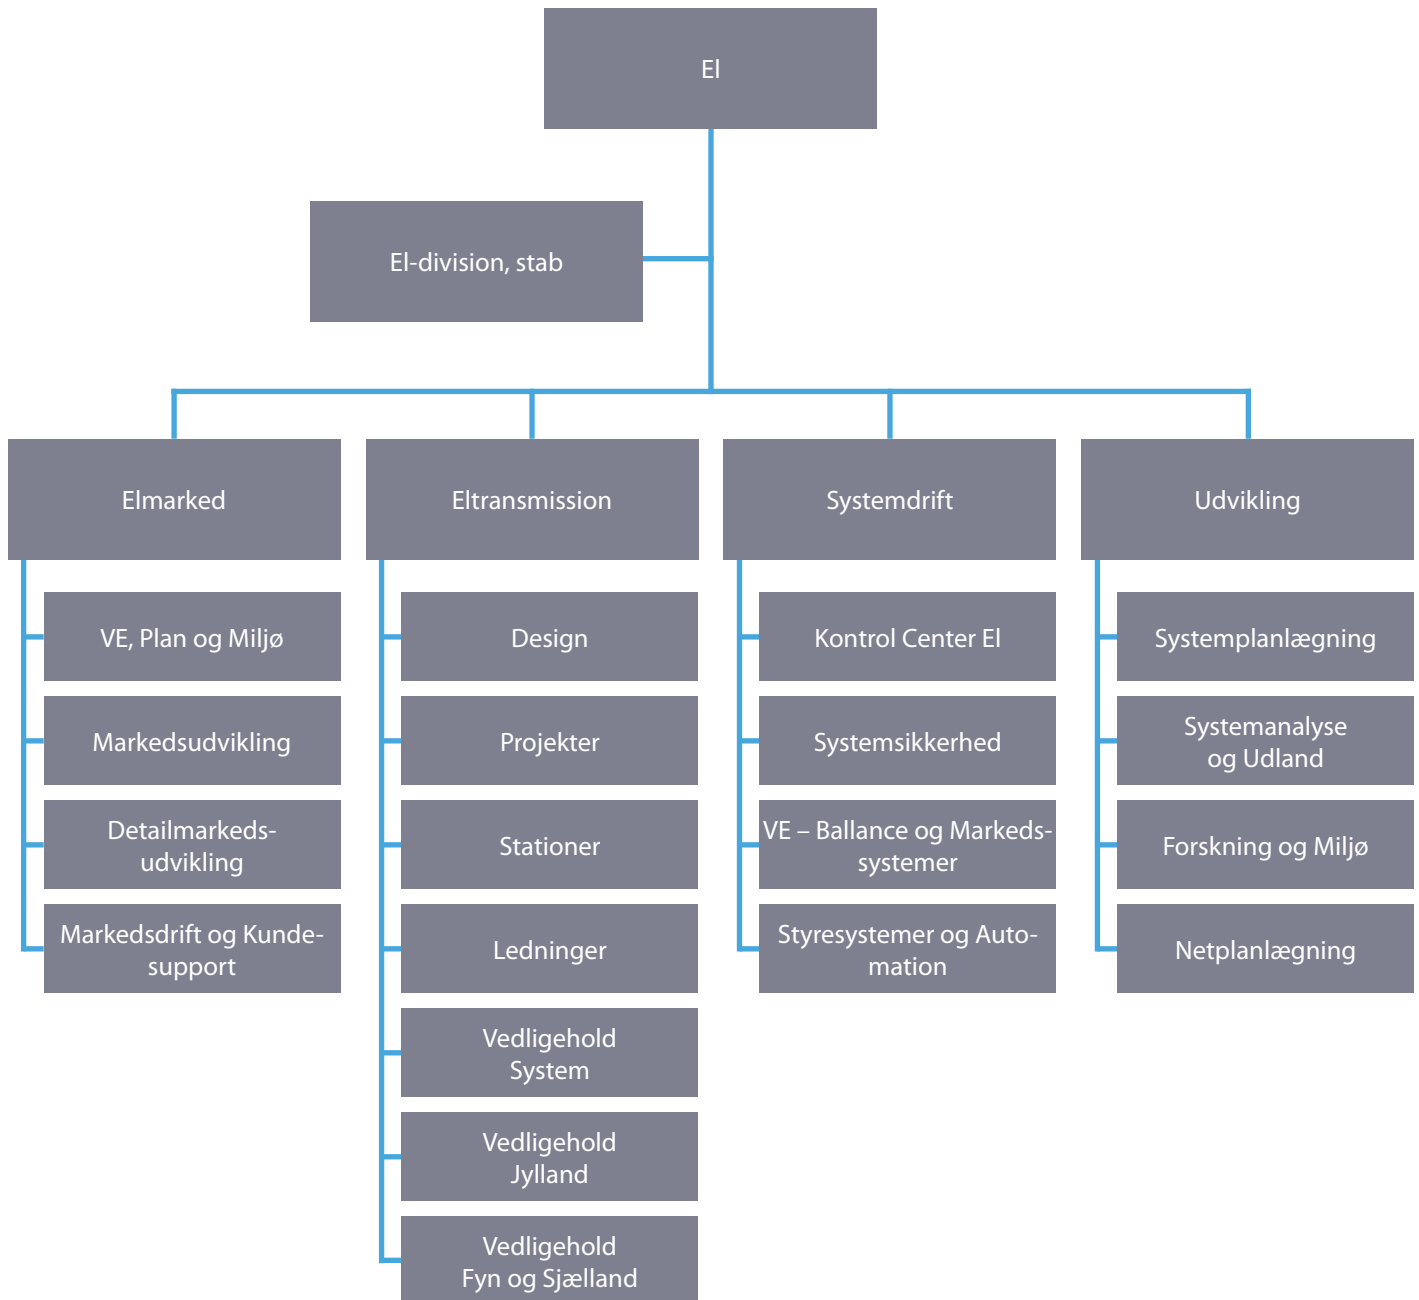 El
El-division, stab
Elmarked
VE, Plan og Miljø
Markedsudvikling
Detailmarkeds-
udvikling
Markedsdrift og Kunde-
support
Eltransmission
Design
Projekter
Stationer
Ledninger
Vedligehold
System
Vedligehold
Jylland
Vedligehold
Fyn og Sjælland
Systemdrift
Kontrol Center El
Systemsikkerhed
VE – Ballance og Markeds-
systemer
Styresystemer og Auto-
mation
Udvikling
Systemplanlægning
Systemanalyse
og Udland
Forskning og Miljø
Netplanlægning